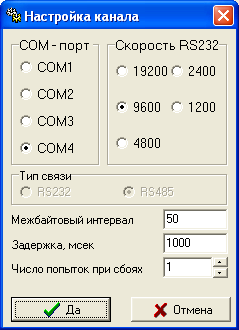 Настройка канала
COM - порт
COM1
COM2
COM3
COM4
Скорость RS232
19200 2400
9600 1200
4800
Тип связи
RS232 RS485
Межбайтовый интервал 50
Задержка, мсек 1000
Число попыток при сбоях 1
Да Отмена